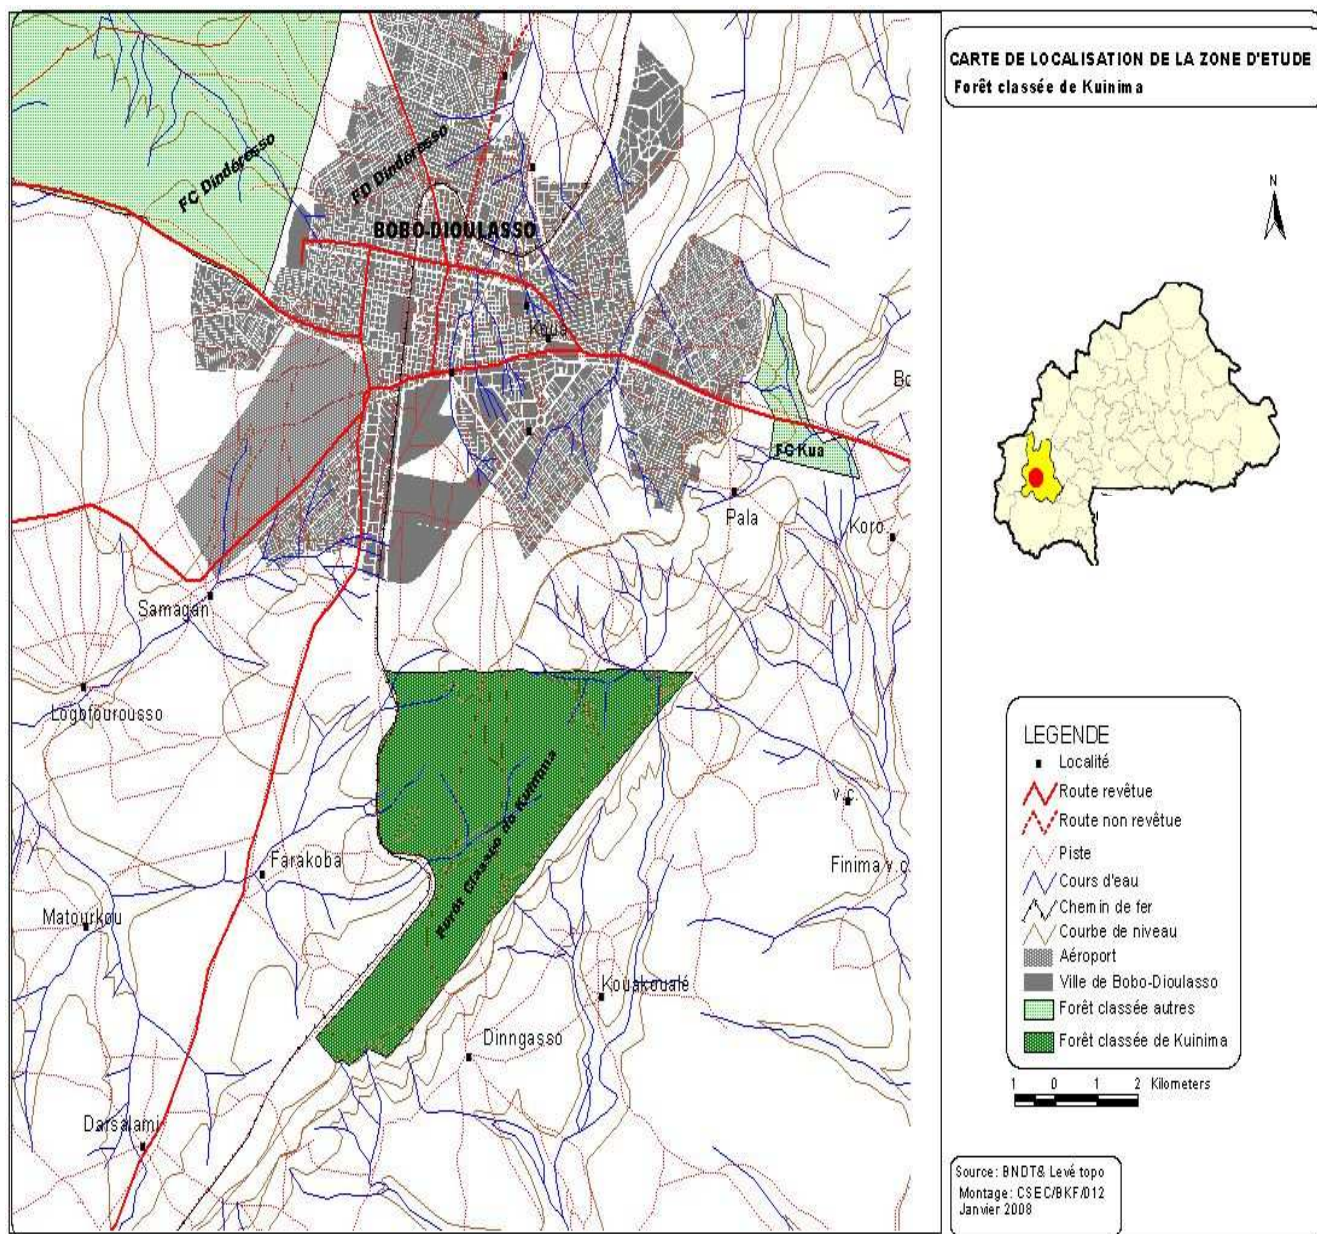 CARTE DE LOCALISATION DE LA ZONE D'ETUDE
Forêt classée de Kuinima
N
FC Dindéresso
FD Dinderesso
BOBO-DIOULASSO
Kua
FC Kua
Pala
Koro
Samagan
Logofourousso
Forêt Classée de Kuinima
v.c.
Finima v.c
Farakoba
Matourkou
Kouakoualé
Dinngasso
Darsalami
LEGENDE
Localité
Route revêtue
Route non revêtue
Piste
Cours d'eau
Chemin de fer
Courbe de niveau
Aéroport
Ville de Bobo-Dioulasso
Forêt classée autres
Forêt classée de Kuinima
1 0 1 2 Kilometers
Source: BNDT& Levé topo
Montage: CSEC/BKF/012
Janvier 2008